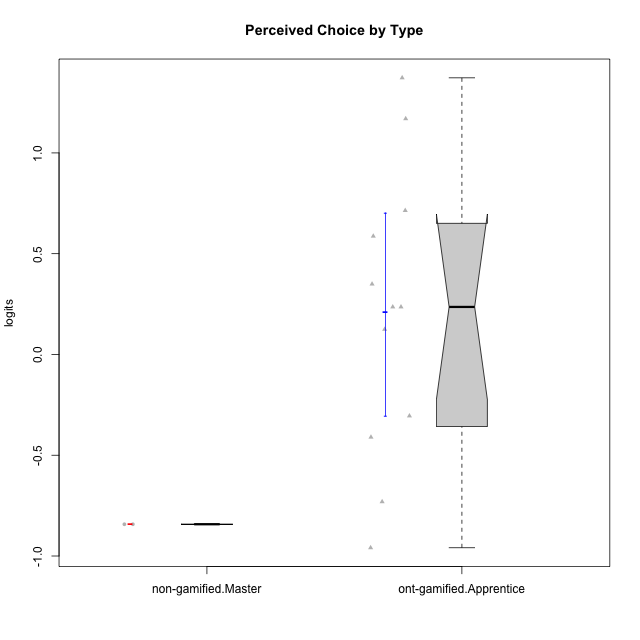 Perceived Choice by Type
logits
1.0
0.5
0.0
-0.5
-1.0
non-gamified.Master
ont-gamified.Apprentice